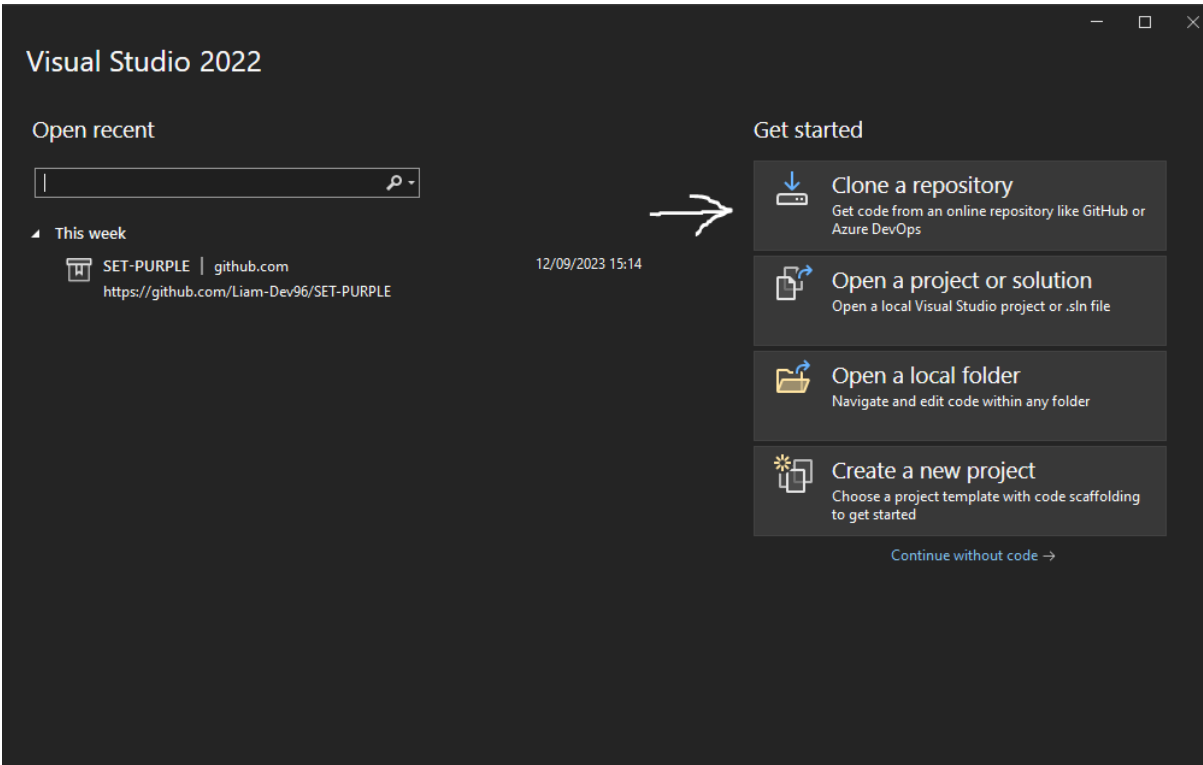 Visual Studio 2022
Open recent
This week
SET-PURPLE | github.com
12/09/2023 15:14
https://github.com/Liam-Dev96/SET-PURPLE
Get started
Clone a repository
Get code from an online repository like GitHub or
Azure DevOps
Open a project or solution
Open a local Visual Studio project or .sln file
Open a local folder
Navigate and edit code within any folder
Create a new project
Choose a project template with code scaffolding
to get started
Continue without code →